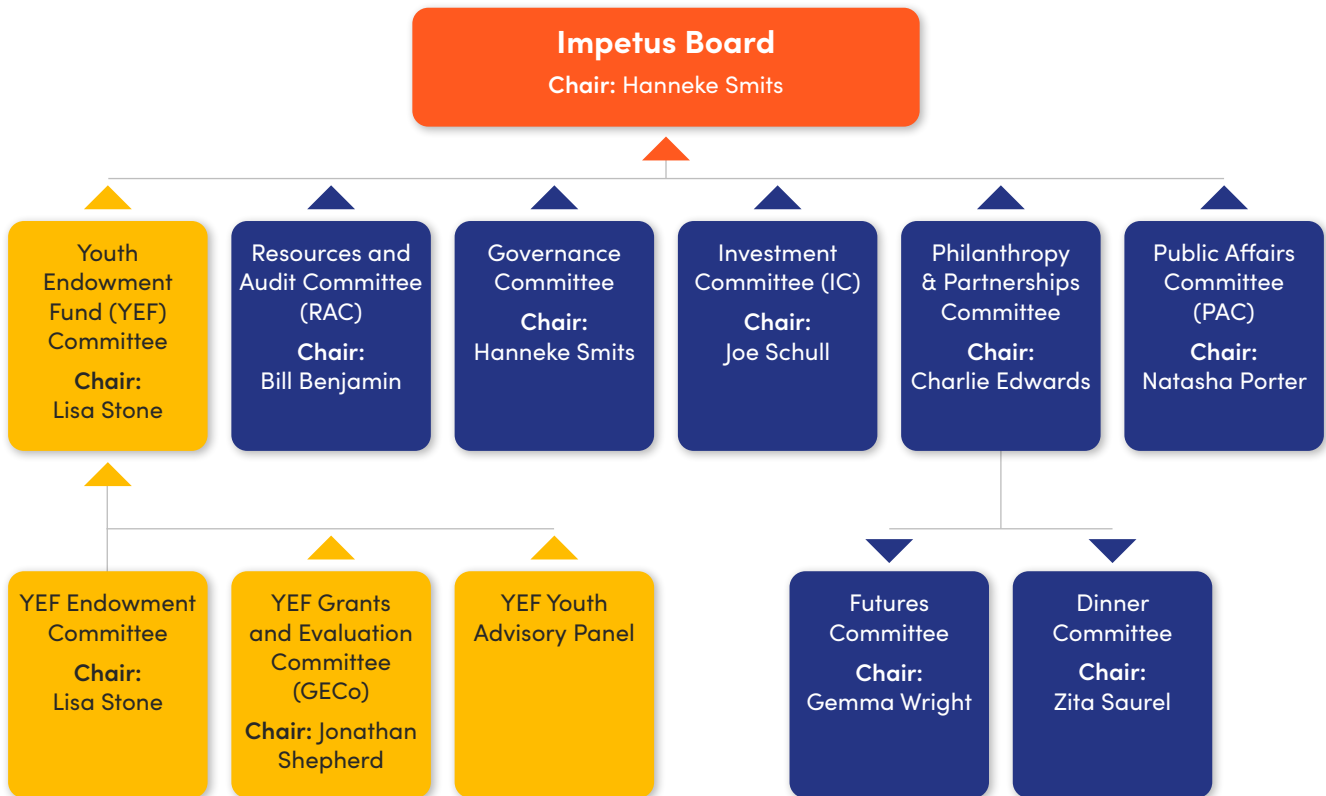 Impetus Board
Chair: Hanneke Smits
Youth
Endowment
Fund (YEF)
Committee
Chair:
Lisa Stone
Resources and
Audit Committee
(RAC)
Chair:
Bill Benjamin
Governance
Committee
Chair:
Hanneke Smits
Investment
Committee (IC)
Chair:
Joe Schull
Philanthropy
& Partnerships
Committee
Chair:
Charlie Edwards
Public Affairs
Committee
(PAC)
Chair:
Natasha Porter
YEF Endowment
Committee
Chair:
Lisa Stone
YEF Grants
and Evaluation
Committee
(GECo)
Chair: Jonathan
Shepherd
YEF Youth
Advisory Panel
Futures
Committee
Chair:
Gemma Wright
Dinner
Committee
Chair:
Zita Saurel